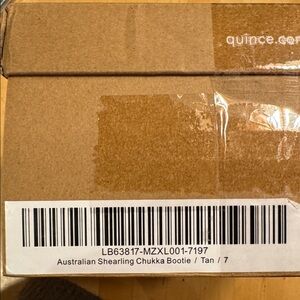 quince.com
LB63817-MZXL001-7197
Australian Shearling Chukka Bootie / Tan / 7